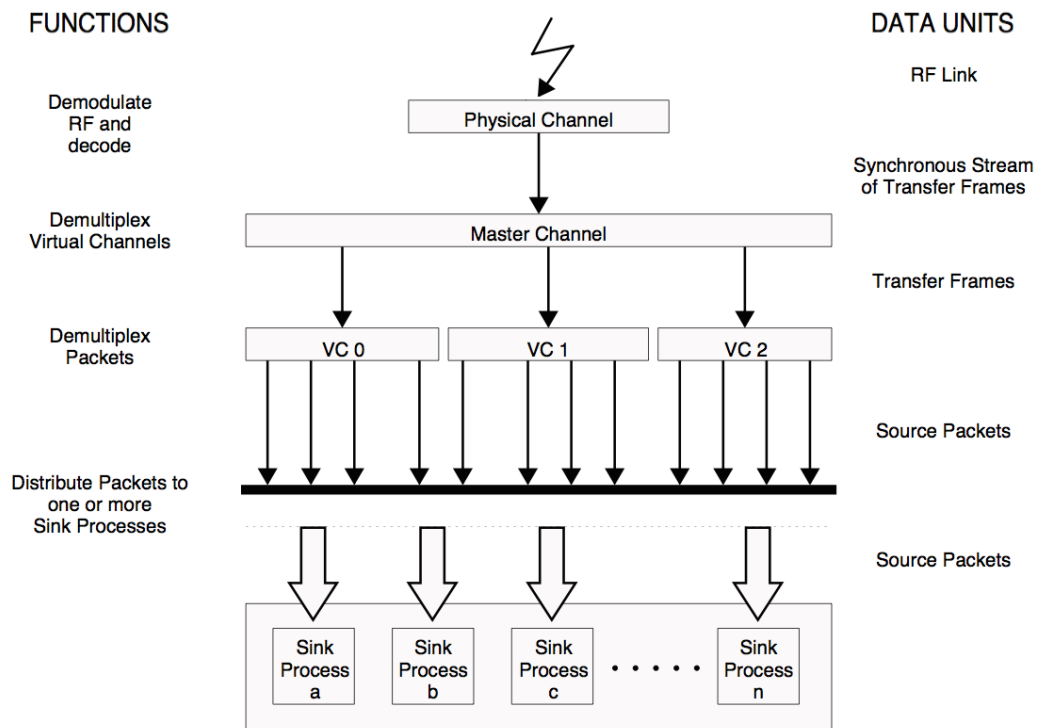 FUNCTIONS
DATA UNITS
RF Link
Demodulate
RF and
decode
Physical Channel
Synchronous Stream
of Transfer Frames
Demultiplex
Virtual Channels
Master Channel
Transfer Frames
Demultiplex
Packets
VC 0
VC 1
VC 2
Source Packets
Distribute Packets to
one or more
Sink Processes
Source Packets
Sink
Process
a
Sink
Process
b
Sink
Process
c
Sink
Process
n